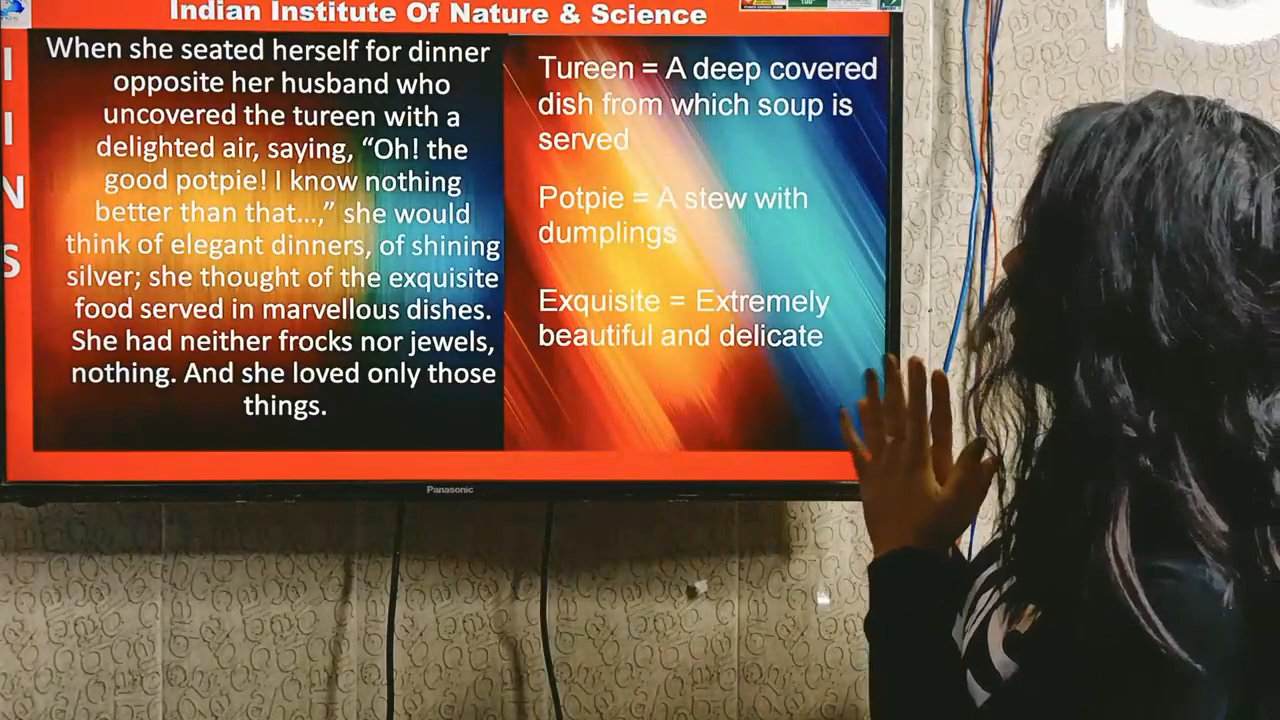 Indian Institute Of Nature & Science
I
I
N
S
When she seated herself for dinner
opposite her husband who
uncovered the tureen with a
delighted air, saying, “Oh! the
good potpie! I know nothing
better than that...,” she would
think of elegant dinners, of shining
silver; she thought of the exquisite
food served in marvellous dishes.
She had neither frocks nor jewels,
nothing. And she loved only those
things.
Tureen = A deep covered
dish from which soup is
served
Potpie = A stew with
dumplings
Exquisite = Extremely
beautiful and delicate
Panasonic